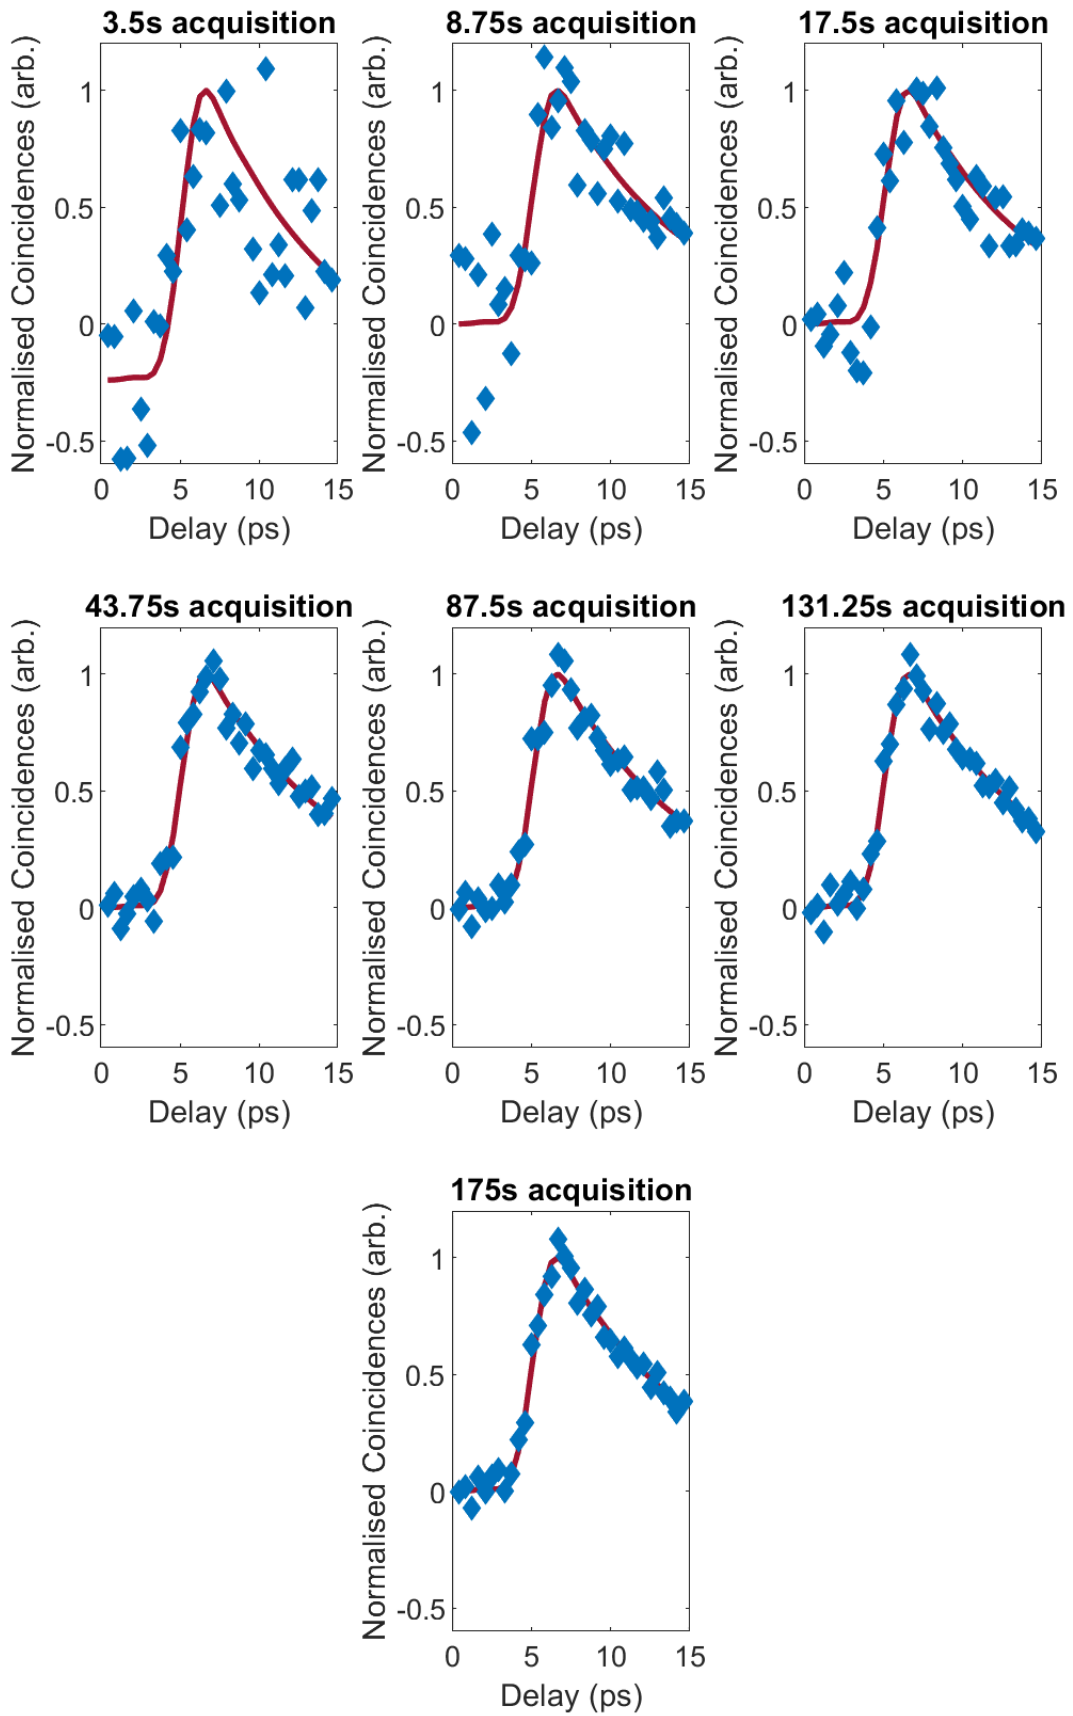 3.5s acquisition
8.75s acquisition
17.5s acquisition
Normalised Coincidences (arb.)
1
0.5
0
-0.5
0 5 10 15
Delay (ps)
Normalised Coincidences (arb.)
1
0.5
0
-0.5
0 5 10 15
Delay (ps)
Normalised Coincidences (arb.)
1
0.5
0
-0.5
0 5 10 15
Delay (ps)
43.75s acquisition
87.5s acquisition
131.25s acquisition
Normalised Coincidences (arb.)
1
0.5
0
-0.5
0 5 10 15
Delay (ps)
Normalised Coincidences (arb.)
1
0.5
0
-0.5
0 5 10 15
Delay (ps)
Normalised Coincidences (arb.)
1
0.5
0
-0.5
0 5 10 15
Delay (ps)
175s acquisition
Normalised Coincidences (arb.)
1
0.5
0
-0.5
0 5 10 15
Delay (ps)